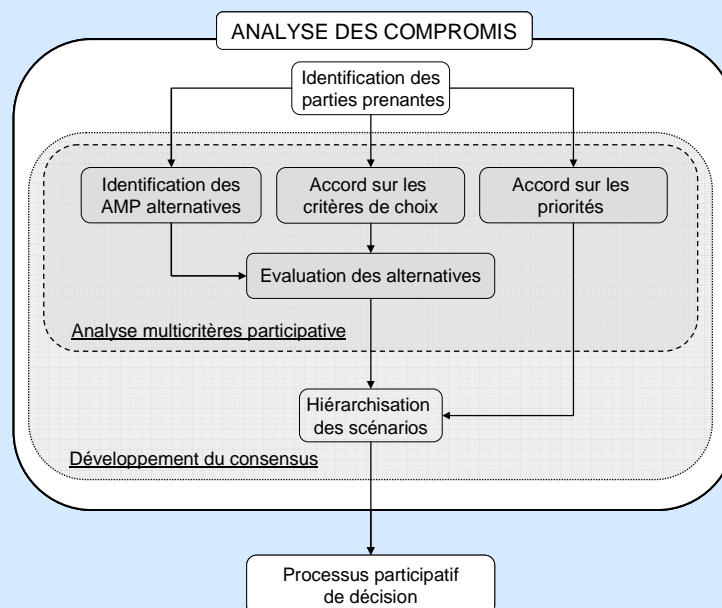 ANALYSE DES COMPROMIS
Identification des
parties prenantes
Identification des
AMP alternatives
Accord sur les
critères de choix
Accord sur les
priorités
Evaluation des alternatives
Analyse multicritères participative
Hiérarchisation
des scénarios
Développement du consensus
Processus participatif
de décision